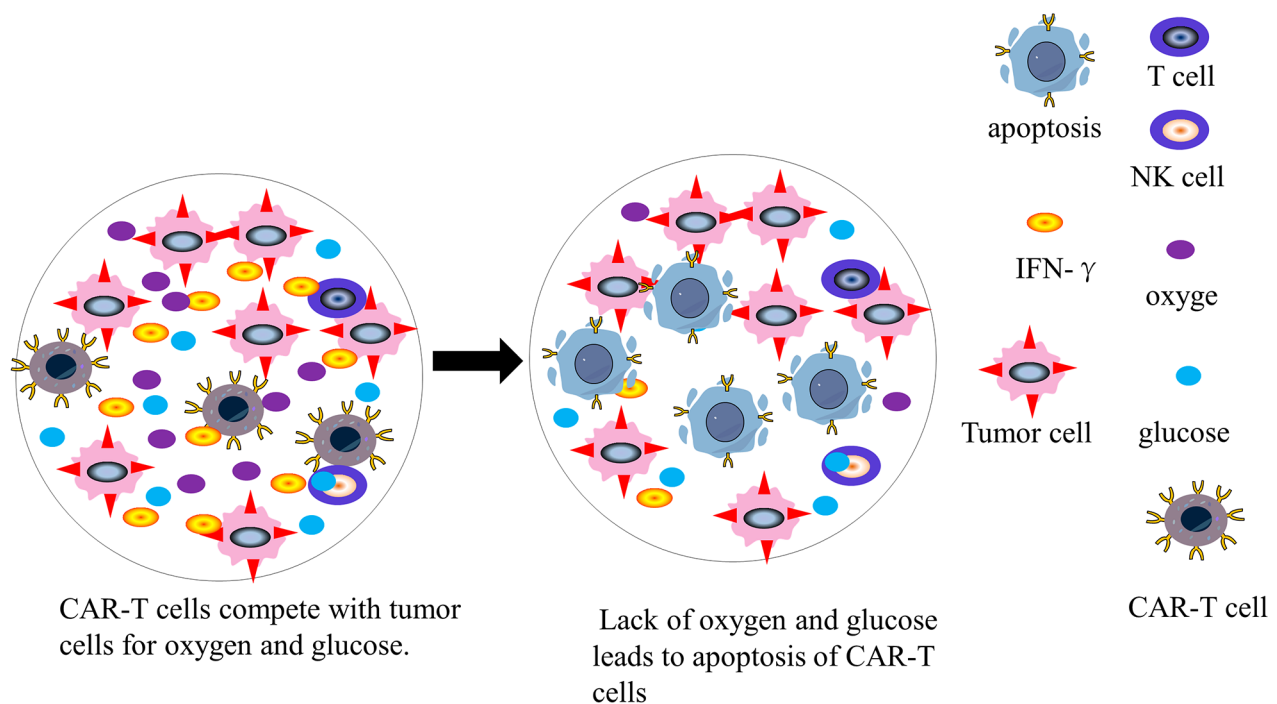 T cell
apoptosis
NK cell
IFN- γ
oxyge
Tumor cell
glucose
CAR-T cell
CAR-T cells compete with tumor
cells for oxygen and glucose.
Lack of oxygen and glucose
leads to apoptosis of CAR-T
cells